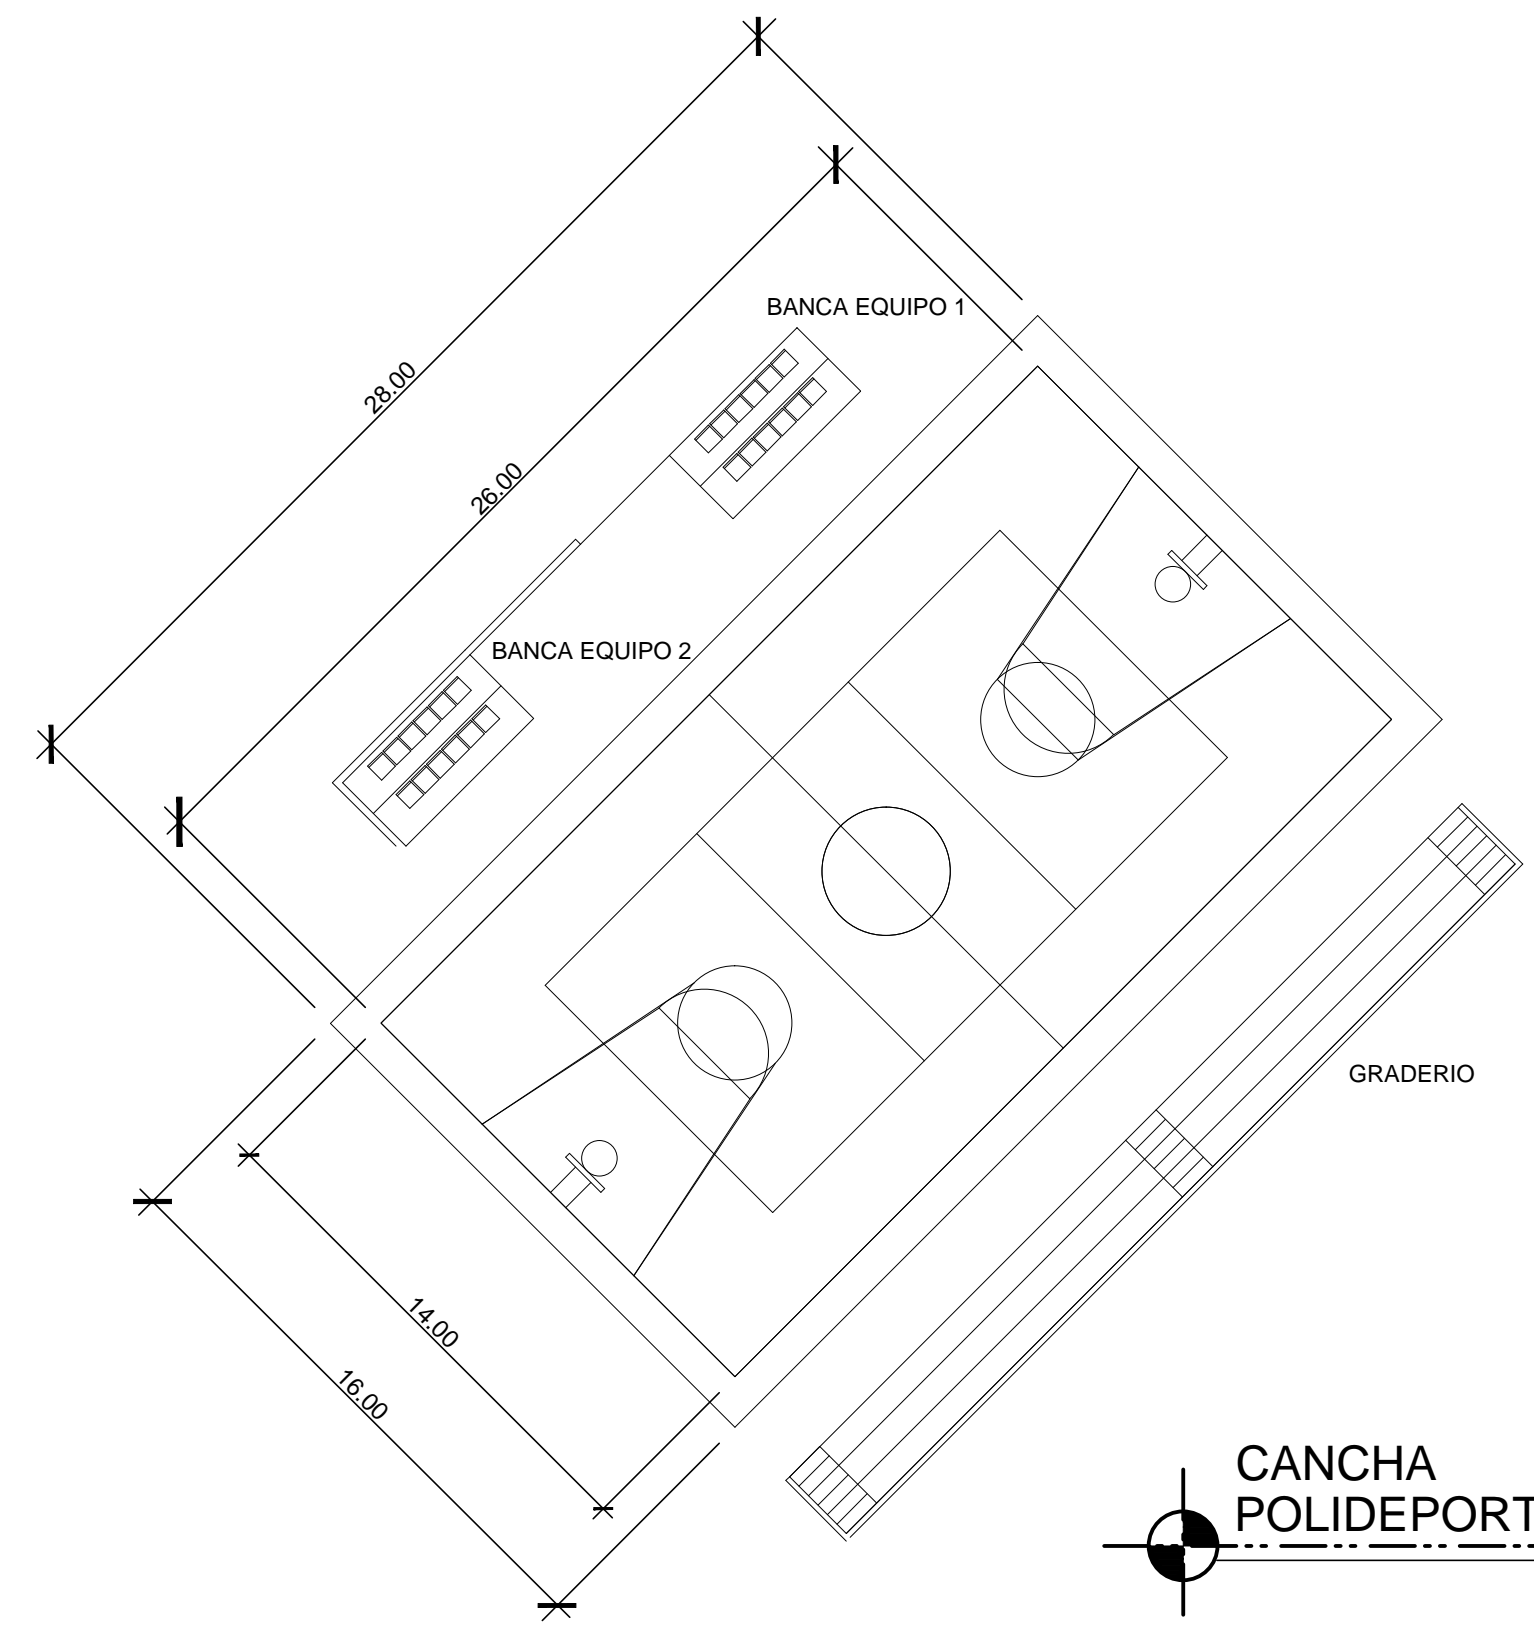 BANCA EQUIPO 1
28.00
26.00
BANCA EQUIPO 2
GRADERIO
14.00
16.00
CANCHA
POLIDEPORT